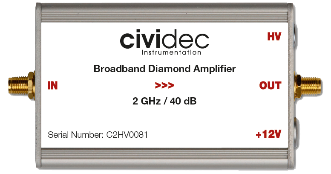 cividec
Instrumentation
HV
Broadband Diamond Amplifier
IN >>> OUT
2 GHz / 40 dB
Serial Number: C2HV0081
+12V